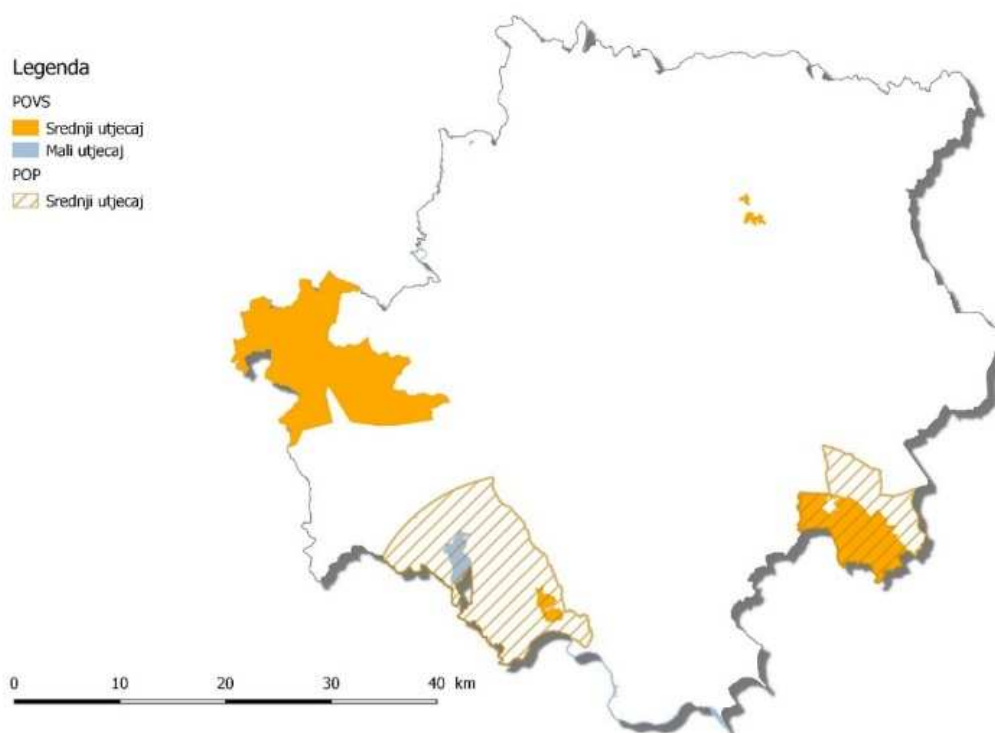 Legenda
POVS
Srednji utjecaj
Mali utjecaj
POP
Srednji utjecaj
0 10 20 30 40 km